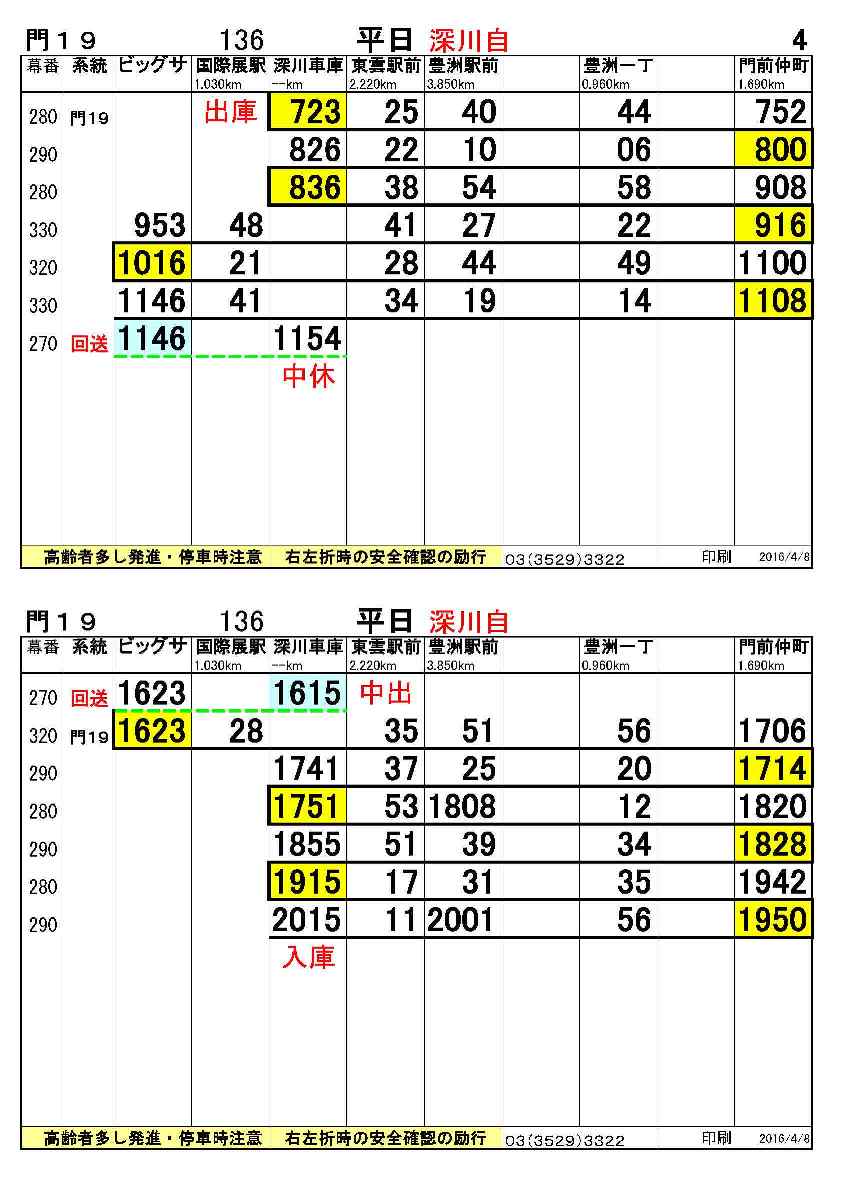 門１９ 136 平日 深川自 4
幕番 系統 ビッグサ 国際展駅 深川車庫 東雲駅前 豊洲駅前 豊洲一丁 門前仲町
1.030km --km 2.220km 3.850km 0.960km 1.690km
280 門19 出庫 723 25 40 44 752
290 826 22 10 06 800
280 836 38 54 58 908
330 953 48 41 27 22 916
320 1016 21 28 44 49 1100
330 1146 41 34 19 14 1108
270 回送 1146 1154
中休
高齢者多し発進・停車時注意 右左折時の安全確認の励行 03(3529)3322 印刷 2016/4/8
門１９ 136 平日 深川自
幕番 系統 ビッグサ 国際展駅 深川車庫 東雲駅前 豊洲駅前 豊洲一丁 門前仲町
1.030km --km 2.220km 3.850km 0.960km 1.690km
270 回送 1623 1615 中出
320 門19 1623 28 35 51 56 1706
290 1741 37 25 20 1714
280 1751 53 1808 12 1820
290 1855 51 39 34 1828
280 1915 17 31 35 1942
290 2015 11 2001 56 1950
入庫
高齢者多し発進・停車時注意 右左折時の安全確認の励行 03(3529)3322 印刷 2016/4/8